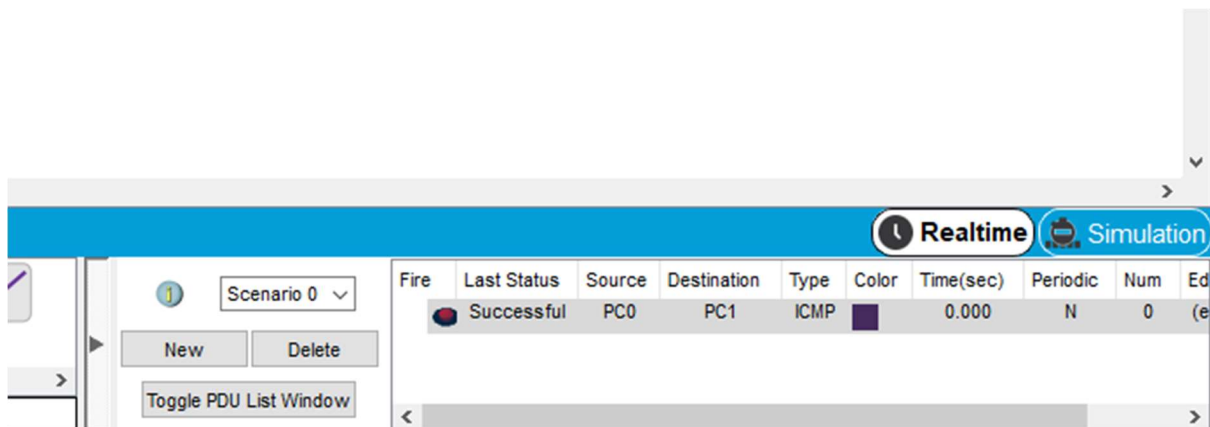 Realtime Simulation
Scenario 0
New Delete
Toggle PDU List Window
Fire Last Status Source Destination Type Color Time(sec) Periodic Num Ed
Successful PC0 PC1 ICMP 0.000 N 0 (e